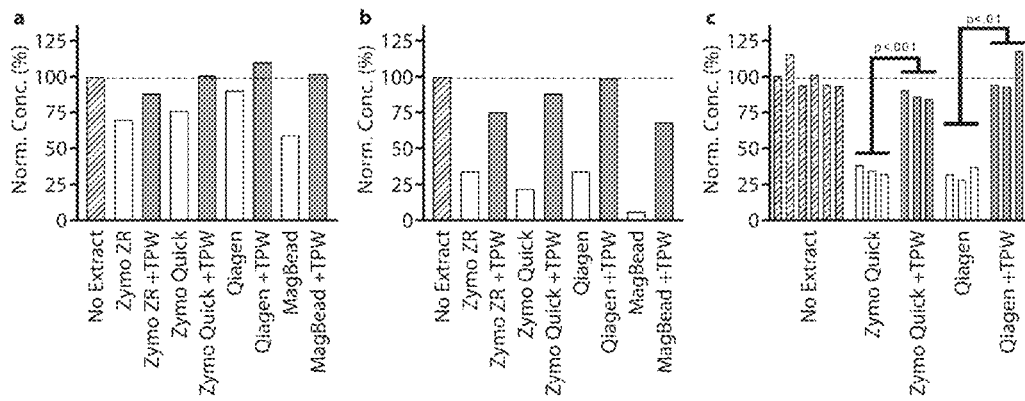 a
Norm. Conc. (%)
125
100
75
50
25
0
No Extract
Zymo ZR
Zymo ZR +TPW
Zymo Quick
Zymo Quick +TPW
Qiagen
Qiagen +TPW
MagBead
MagBead +TPW
b
Norm. Conc. (%)
125
100
75
50
25
0
No Extract
Zymo ZR
Zymo ZR +TPW
Zymo Quick
Zymo Quick +TPW
Qiagen
Qiagen +TPW
MagBead
MagBead +TPW
c
Norm. Conc. (%)
125
100
75
50
25
0
p<.001
p<.01
No Extract
Zymo Quick
Zymo Quick +TPW
Qiagen
Qiagen +TPW